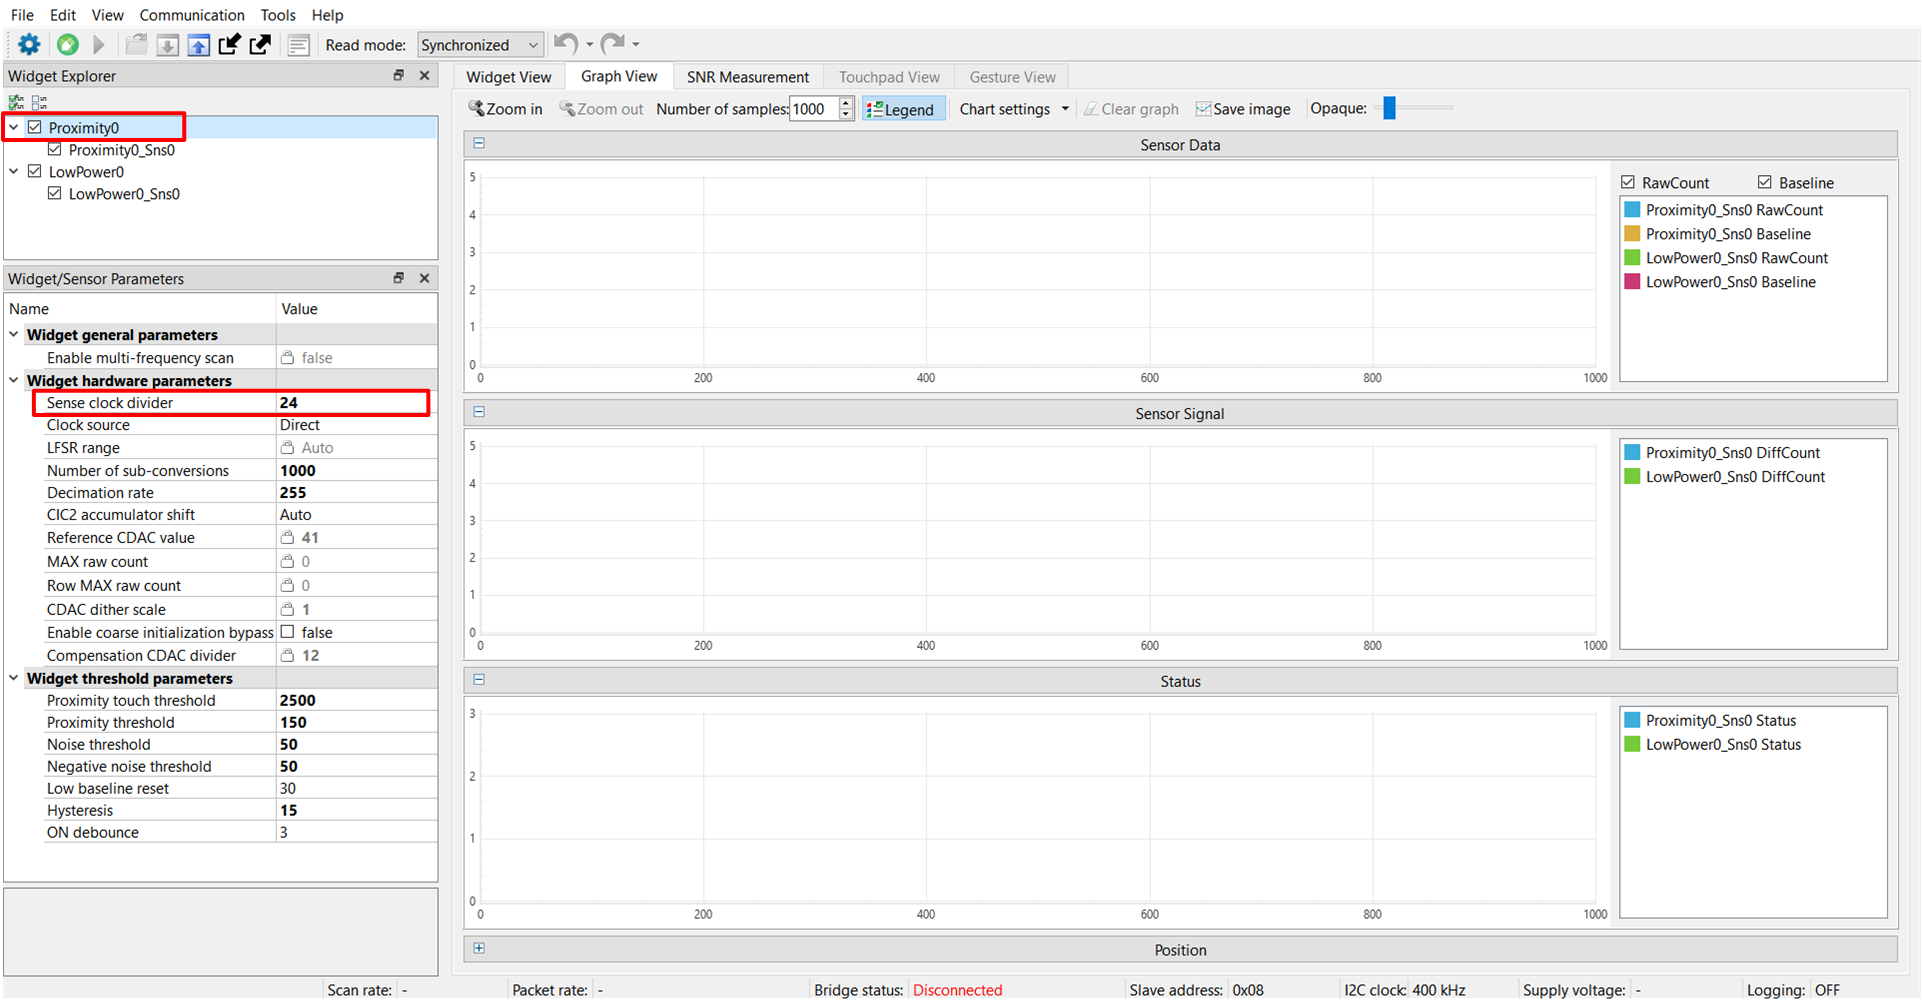 File Edit View Communication Tools Help
Read mode: Synchronized
Widget Explorer
Proximity0
Proximity0_Sns0
LowPower0
LowPower0_Sns0
Widget/Sensor Parameters
Name Value
Widget general parameters
Enable multi-frequency scan false
Widget hardware parameters
Sense clock divider 24
Clock source Direct
LFSR range Auto
Number of sub-conversions 1000
Decimation rate 255
CIC2 accumulator shift Auto
Reference CDAC value 41
MAX raw count 0
Row MAX raw count 0
CDAC dither scale 1
Enable coarse initialization bypass false
Compensation CDAC divider 12
Widget threshold parameters
Proximity touch threshold 2500
Proximity threshold 150
Noise threshold 50
Negative noise threshold 50
Low baseline reset 30
Hysteresis 15
ON debounce 3
Widget View Graph View SNR Measurement Touchpad View Gesture View
Zoom in Zoom out Number of samples: 1000 Legend Chart settings Clear graph Save image Opaque:
Sensor Data
5
4
3
2
1
0
0 200 400 600 800 1000
RawCount Baseline
Proximity0_Sns0 RawCount
Proximity0_Sns0 Baseline
LowPower0_Sns0 RawCount
LowPower0_Sns0 Baseline
Sensor Signal
5
4
3
2
1
0
0 200 400 600 800 1000
Proximity0_Sns0 DiffCount
LowPower0_Sns0 DiffCount
Status
3
2
1
0
0 200 400 600 800 1000
Proximity0_Sns0 Status
LowPower0_Sns0 Status
Position
Scan rate: - Packet rate: - Bridge status: Disconnected Slave address: 0x08 I2C clock: 400 kHz Supply voltage: - Logging: OFF